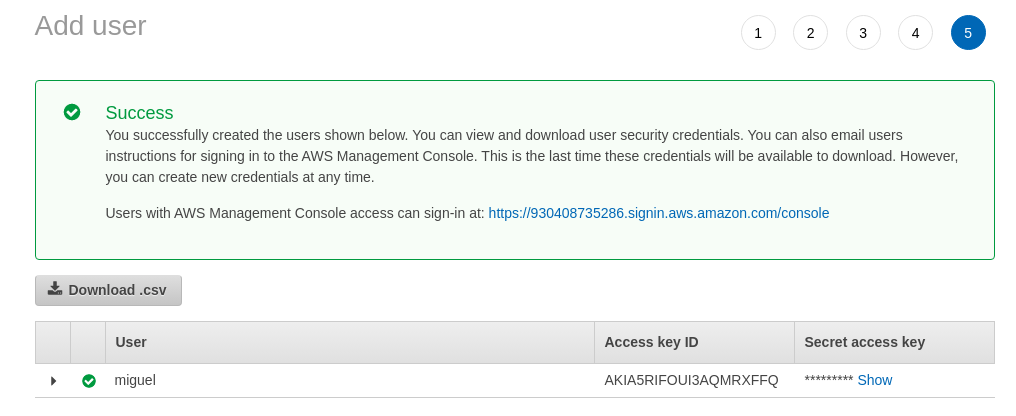 Add user
1 2 3 4 5
Success
You successfully created the users shown below. You can view and download user security credentials. You can also email users
instructions for signing in to the AWS Management Console. This is the last time these credentials will be available to download. However,
you can create new credentials at any time.
Users with AWS Management Console access can sign-in at: https://930408735286.signin.aws.amazon.com/console
Download .csv
User Access key ID Secret access key
miguel AKIA5RIFOUI3AQMRXFFQ ********* Show